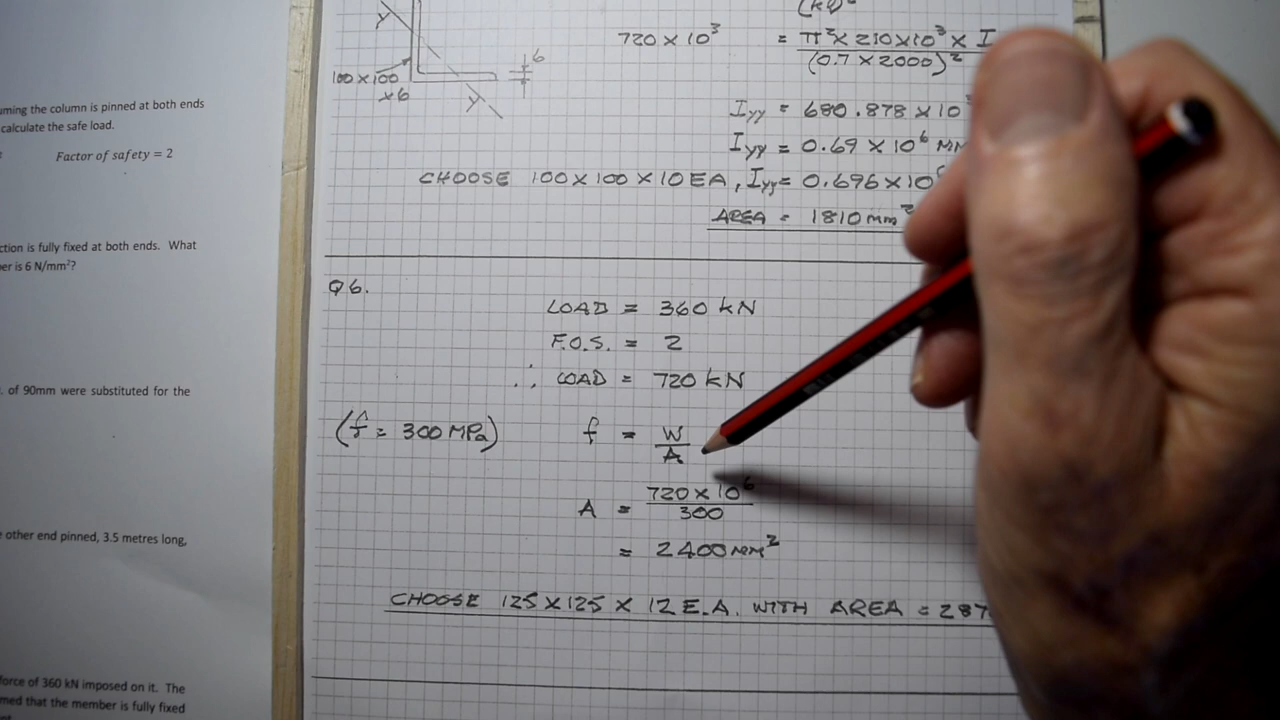 uming the column is pinned at both ends
calculate the safe load.
Factor of safety = 2
ction is fully fixed at both ends. What
er is 6 N/mm²?
. of 90mm were substituted for the
other end pinned, 3.5 metres long,
force of 360 kN imposed on it. The
med that the member is fully fixed
Y
6
100 x 100
x 6
Y
(kl)²
720 x 10³ = π² x 210 x 10³ x I
(0.7 x 2000)²
Iyy = 680.878 x 10
Iyy = 0.69 x 10⁶ MM
CHOOSE 100 x 100 x 10 EA, Iyy = 0.696 x 10⁶
AREA = 1810 mm²
Q6.
LOAD = 360 kN
F.O.S. = 2
∴ LOAD = 720 kN
(f = 300 MPa) f = W
A
A = 720 x 10⁶
300
= 2400 mm²
CHOOSE 125 x 125 x 12 E.A. WITH AREA = 287